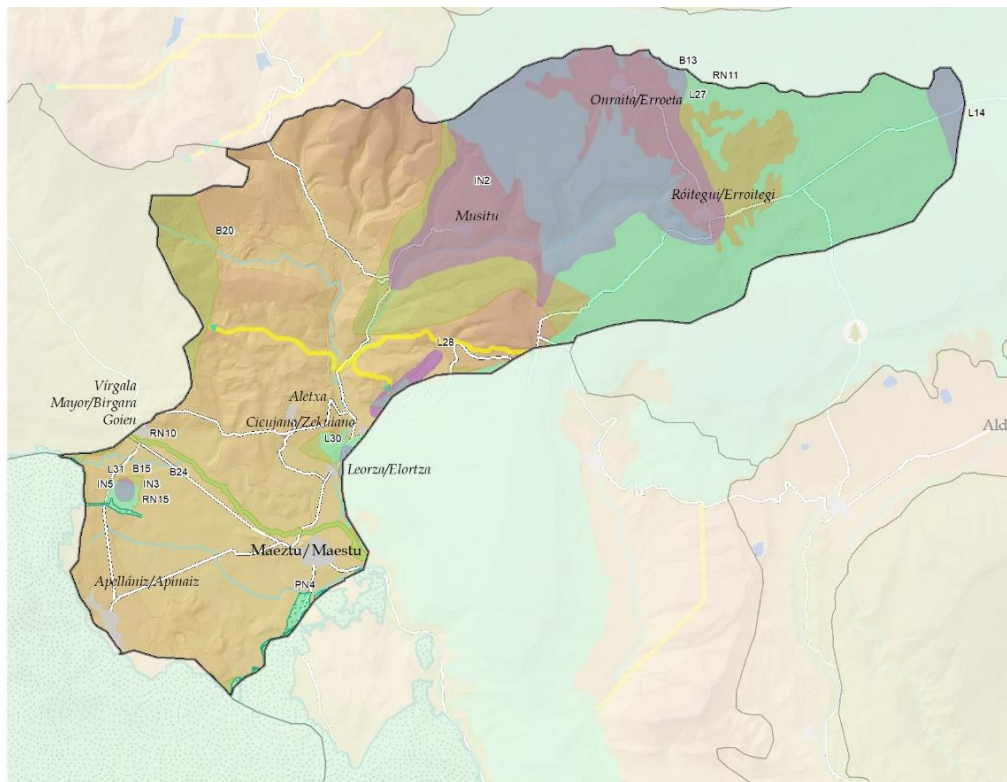 B13
RN11
Onraita/Erroeta
L27
L14
IN2
Róitegui/Erroitegi
Musitu
B20
L28
Vírgala
Mayor/Birgara
Goien
Aletxa
Cicujano/Zekuiano
RN10
L30
Ald
L31
B15
B24
Leorza/Elortza
IN5
IN3
RN15
Maeztu/Maestu
Apellániz/Apinaiz
PN4